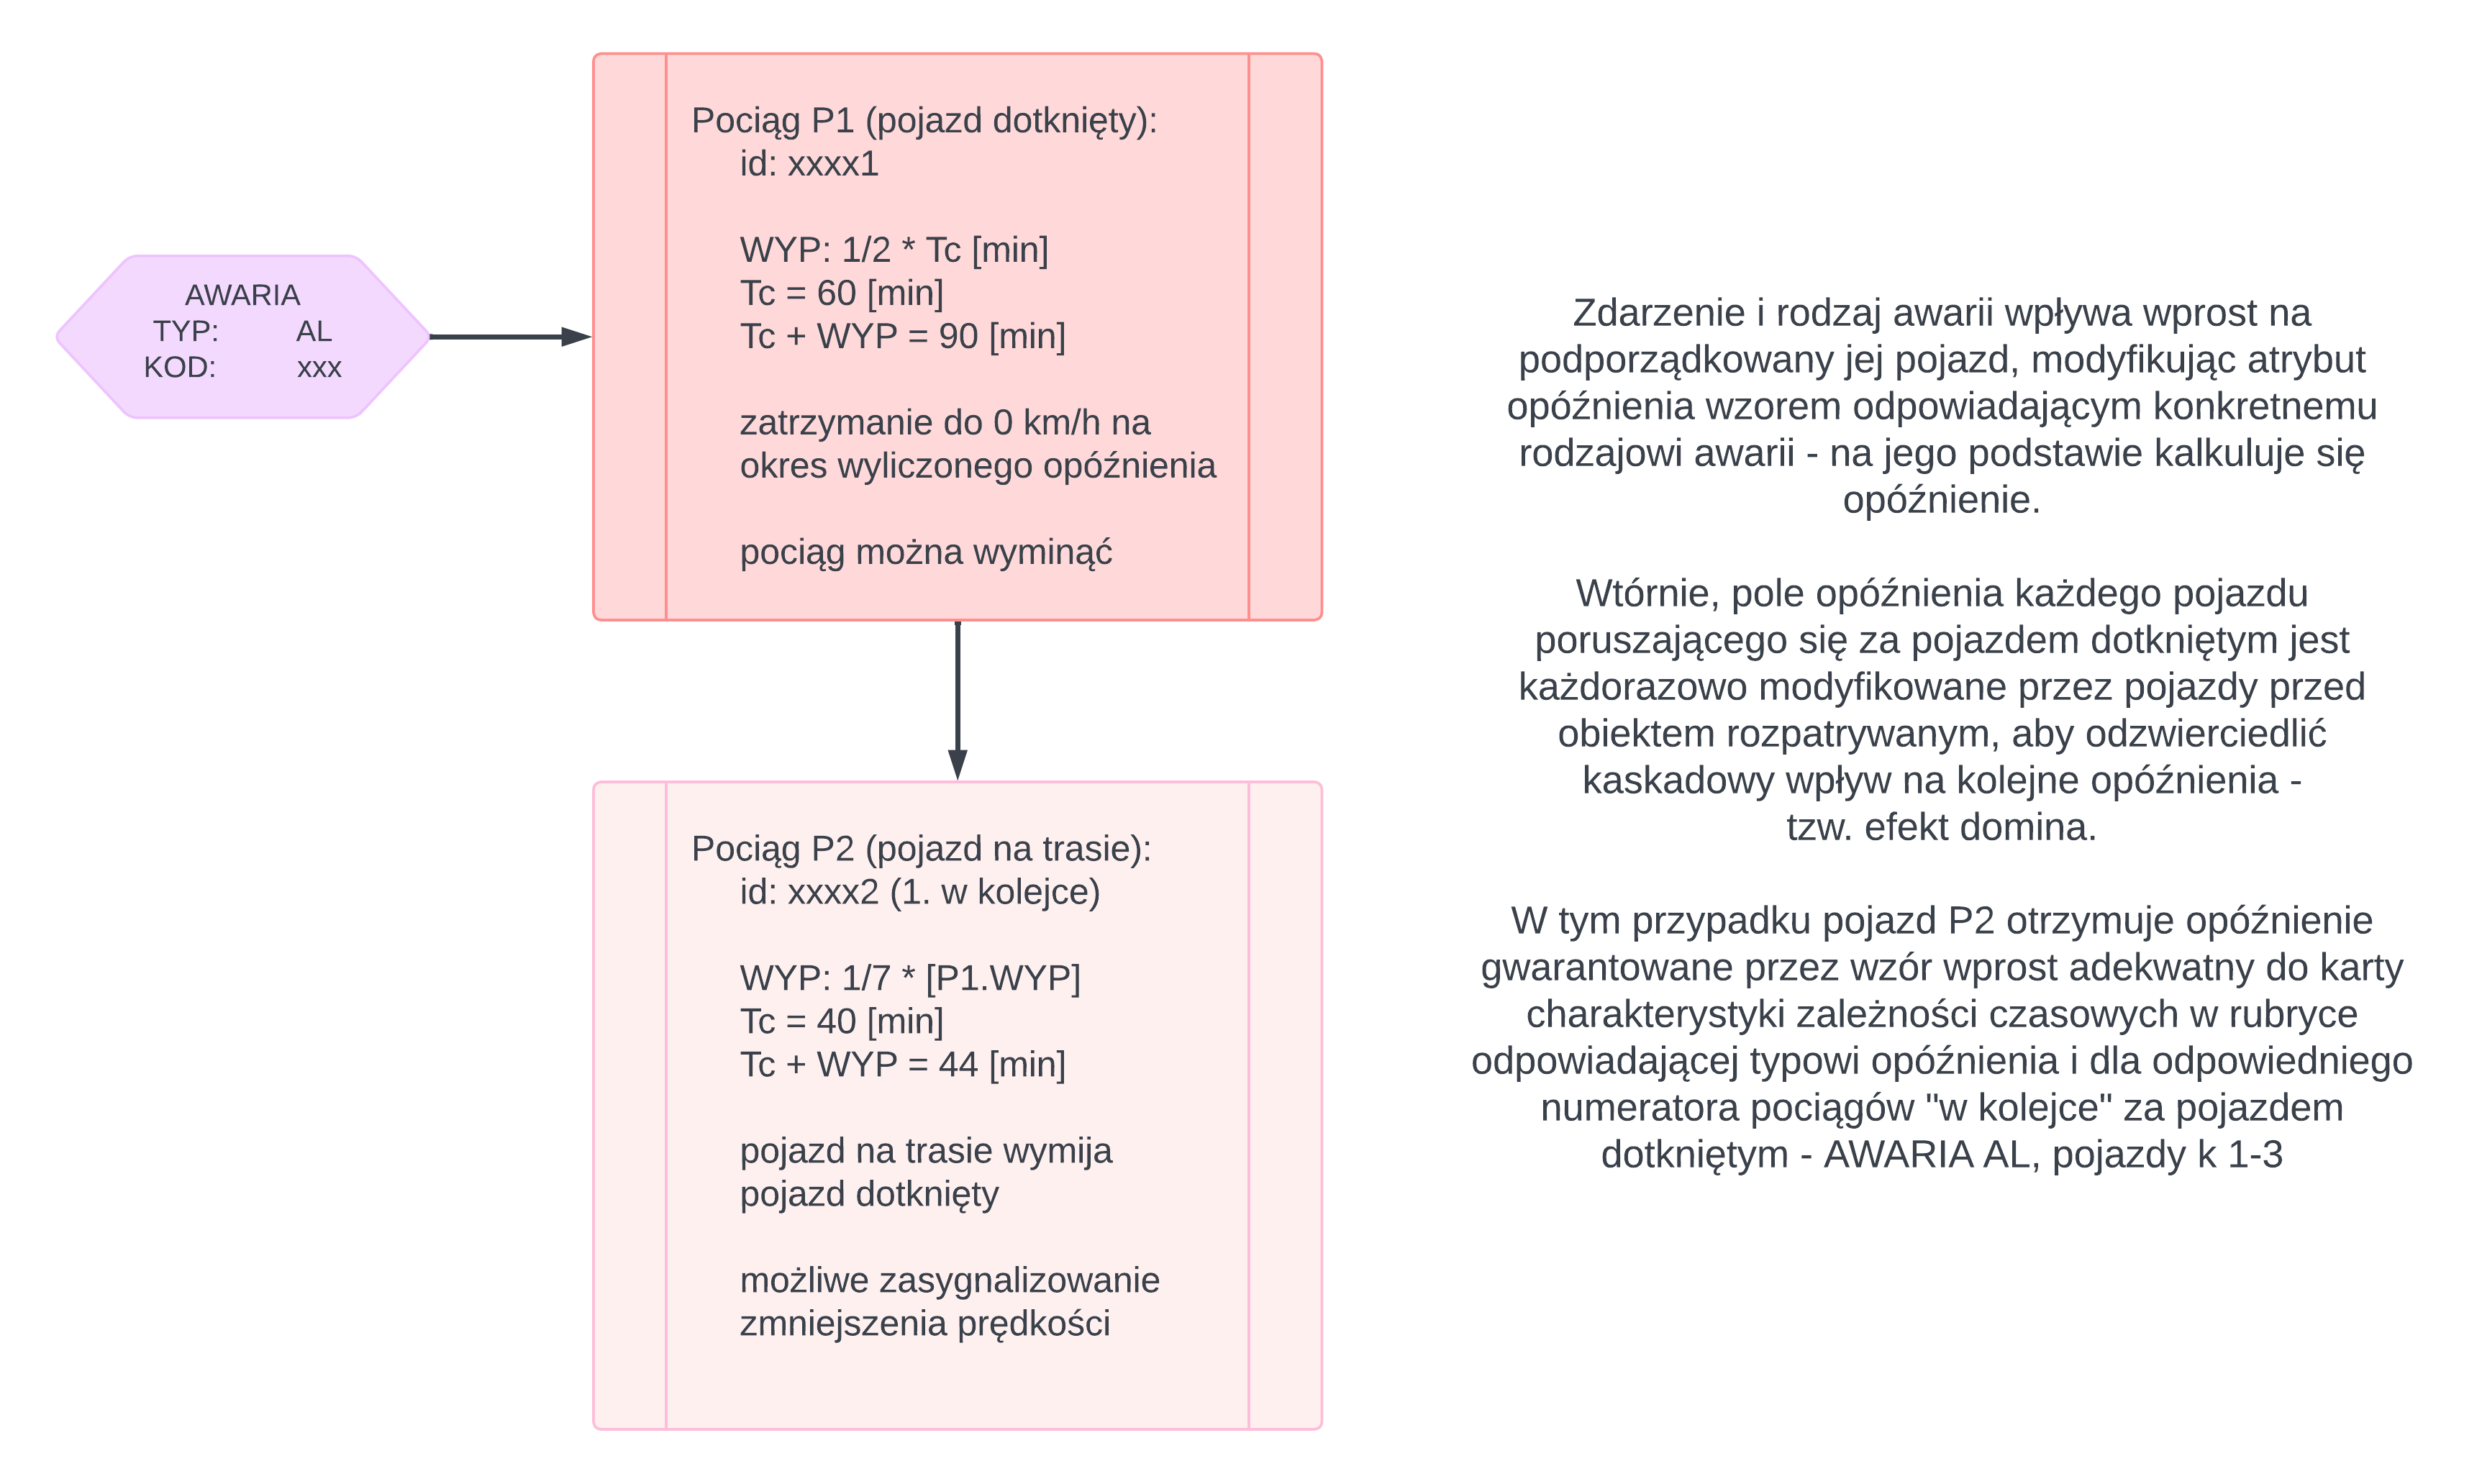 AWARIA
TYP: AL
KOD: xxx
Pociąg P1 (pojazd dotknięty):
id: xxxx1
WYP: 1/2 * Tc [min]
Tc = 60 [min]
Tc + WYP = 90 [min]
zatrzymanie do 0 km/h na
okres wyliczonego opóźnienia
pociąg można wyminąć
Pociąg P2 (pojazd na trasie):
id: xxxx2 (1. w kolejce)
WYP: 1/7 * [P1.WYP]
Tc = 40 [min]
Tc + WYP = 44 [min]
pojazd na trasie wymija
pojazd dotknięty
możliwe zasygnalizowanie
zmniejszenia prędkości
Zdarzenie i rodzaj awarii wpływa wprost na
podporządkowany jej pojazd, modyfikując atrybut
opóźnienia wzorem odpowiadającym konkretnemu
rodzajowi awarii - na jego podstawie kalkuluje się
opóźnienie.
Wtórnie, pole opóźnienia każdego pojazdu
poruszającego się za pojazdem dotkniętym jest
każdorazowo modyfikowane przez pojazdy przed
obiektem rozpatrywanym, aby odzwierciedlić
kaskadowy wpływ na kolejne opóźnienia -
tzw. efekt domina.
W tym przypadku pojazd P2 otrzymuje opóźnienie
gwarantowane przez wzór wprost adekwatny do karty
charakterystyki zależności czasowych w rubryce
odpowiadającej typowi opóźnienia i dla odpowiedniego
numeratora pociągów "w kolejce" za pojazdem
dotkniętym - AWARIA AL, pojazdy k 1-3